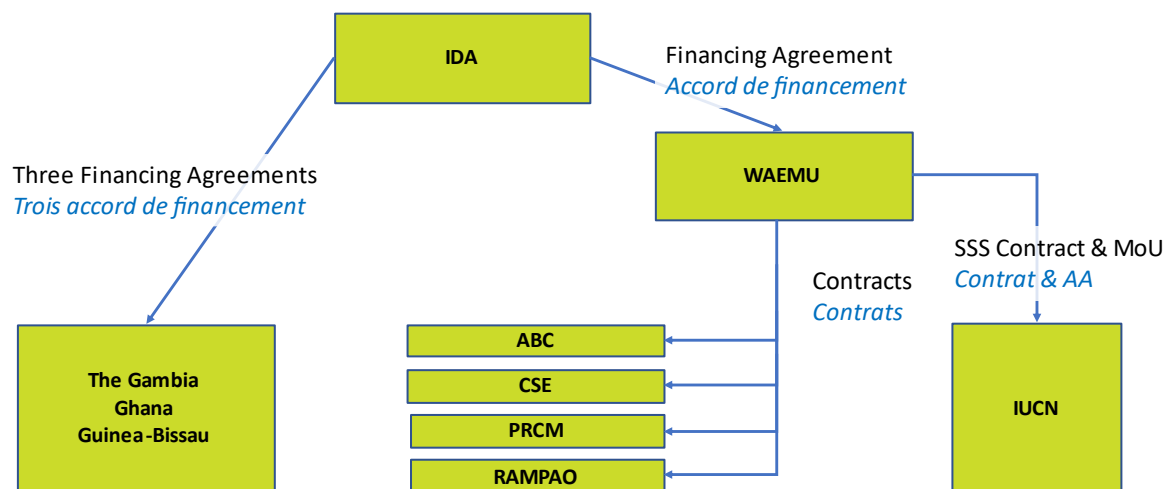 IDA
Financing Agreement
Accord de financement
WAEMU
Three Financing Agreements
Trois accord de financement
SSS Contract & MoU
Contrat & AA
Contracts
Contrats
The Gambia
Ghana
Guinea-Bissau
ABC
CSE
PRCM
RAMPAO
IUCN